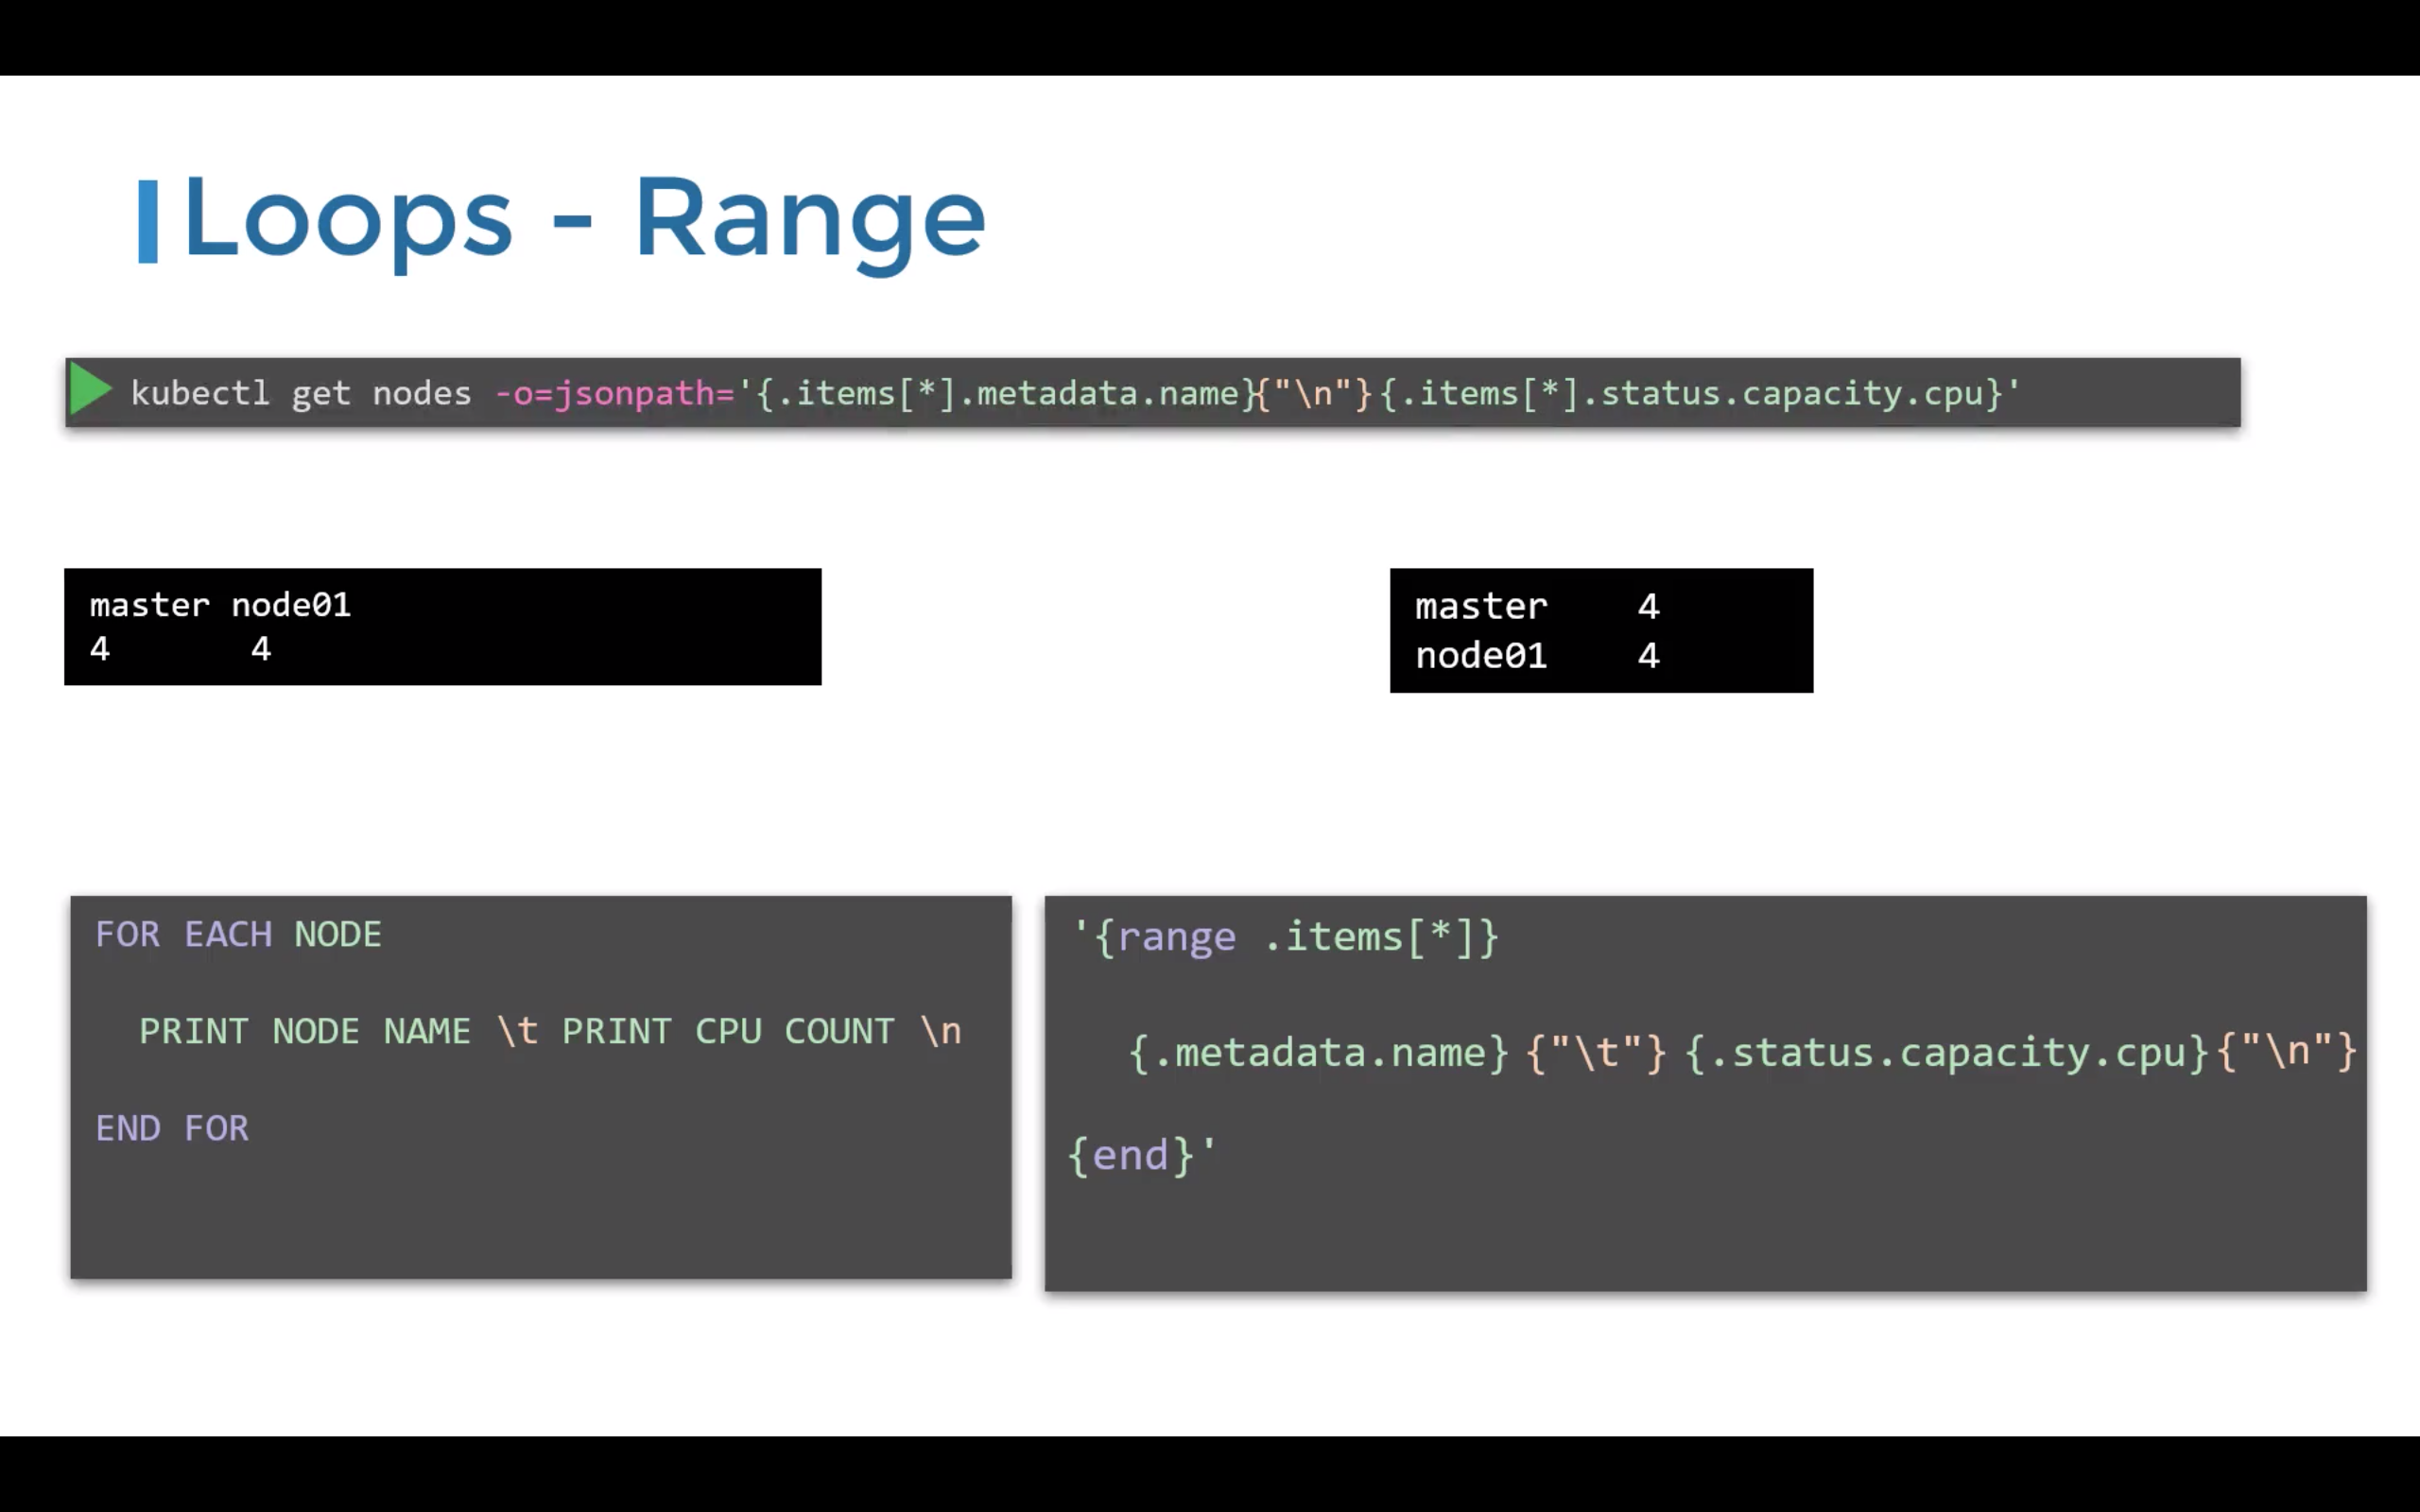 Loops - Range
kubectl get nodes -o=jsonpath='{.items[*].metadata.name}{"\n"}{.items[*].status.capacity.cpu}'
master node01
4 4
master 4
node01 4
FOR EACH NODE
PRINT NODE NAME \t PRINT CPU COUNT \n
END FOR
'{range .items[*]}
{.metadata.name} {"\t"} {.status.capacity.cpu}{"\n"}
{end}'